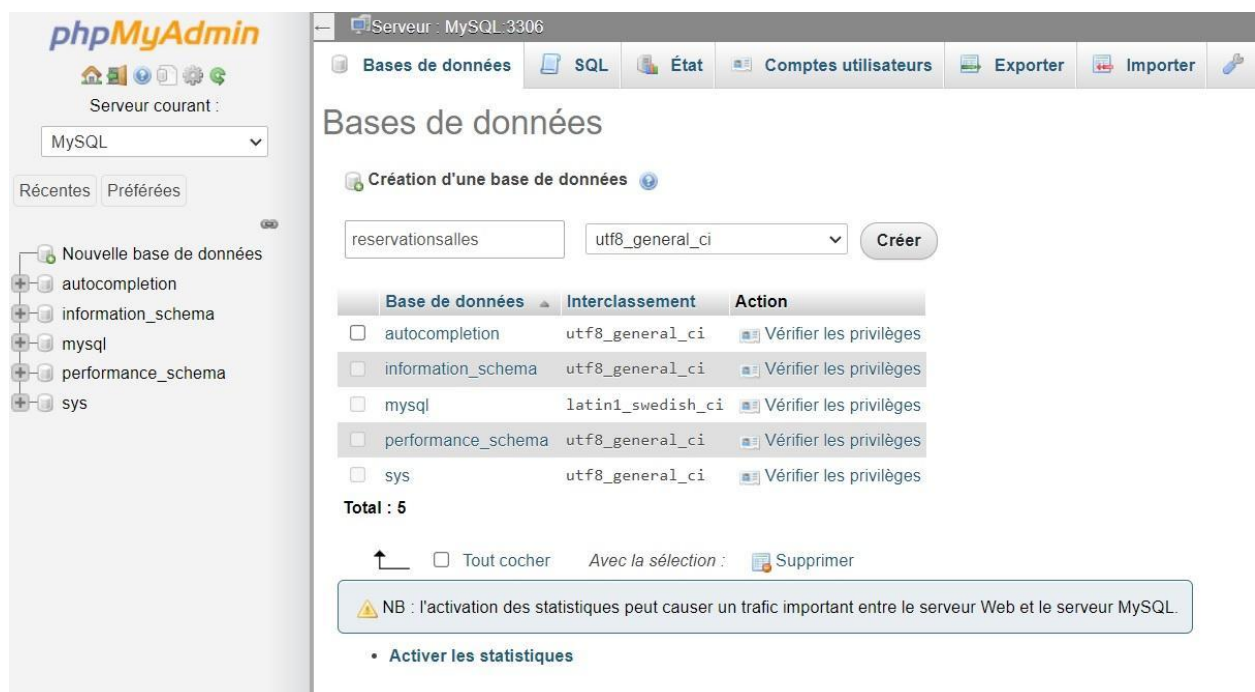 phpMyAdmin
Serveur courant :
MySQL
Récentes Préférées
Nouvelle base de données
autocompletion
information_schema
mysql
performance_schema
sys
Serveur : MySQL:3306
Bases de données SQL État Comptes utilisateurs Exporter Importer
Bases de données
Création d'une base de données
reservationsalles utf8_general_ci Créer
Base de données Interclassement Action
autocompletion utf8_general_ci Vérifier les privilèges
information_schema utf8_general_ci Vérifier les privilèges
mysql latin1_swedish_ci Vérifier les privilèges
performance_schema utf8_general_ci Vérifier les privilèges
sys utf8_general_ci Vérifier les privilèges
Total : 5
Tout cocher Avec la sélection : Supprimer
NB : l'activation des statistiques peut causer un trafic important entre le serveur Web et le serveur MySQL.
• Activer les statistiques